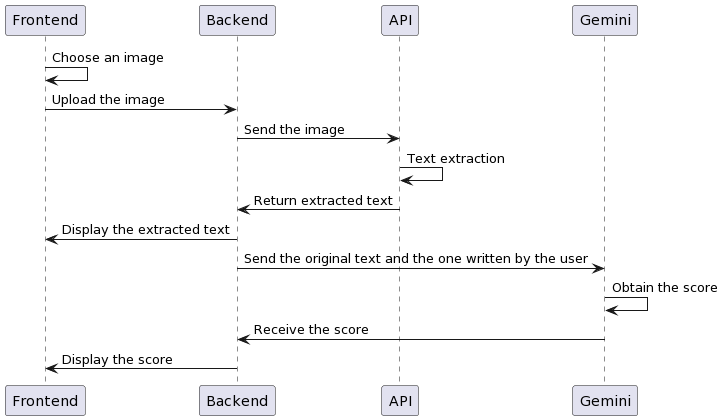 Frontend Backend API Gemini
Choose an image
Upload the image
Send the image
Text extraction
Return extracted text
Display the extracted text
Send the original text and the one written by the user
Obtain the score
Receive the score
Display the score
Frontend Backend API Gemini